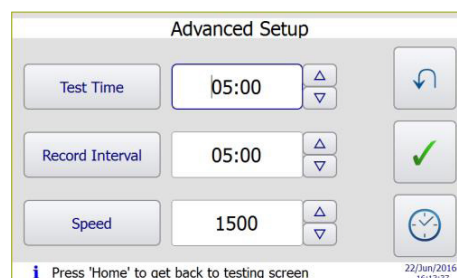 Advanced Setup
Test Time 05:00
Record Interval 05:00
Speed 1500
i Press 'Home' to get back to testing screen
22/Jun/2016